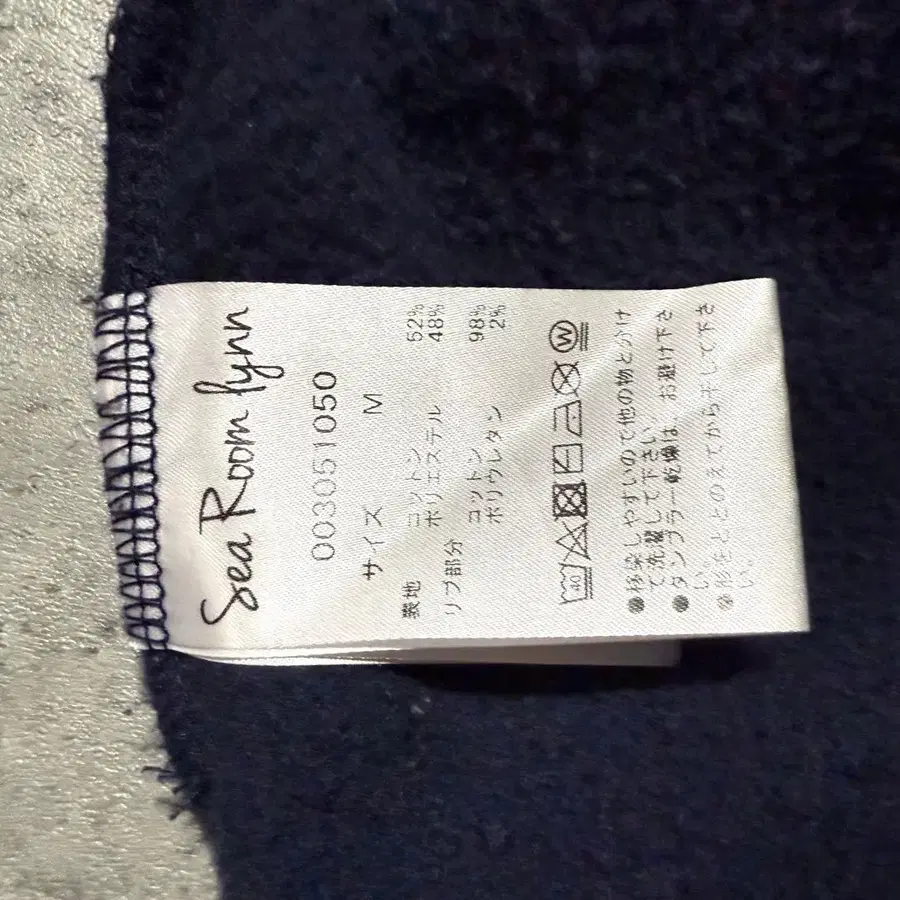 Sea Room lynn
003051050
サイズ M
表地 コットン 52%
ポリエステル 48%
リブ部分 コットン 98%
ポリウレタン 2%
40 W
●移染しやすいので他の物と分け
て洗濯して下さい。
●タンブラー乾燥は、お避け下さ
い。
●形をととのえてから干して下さ
い。